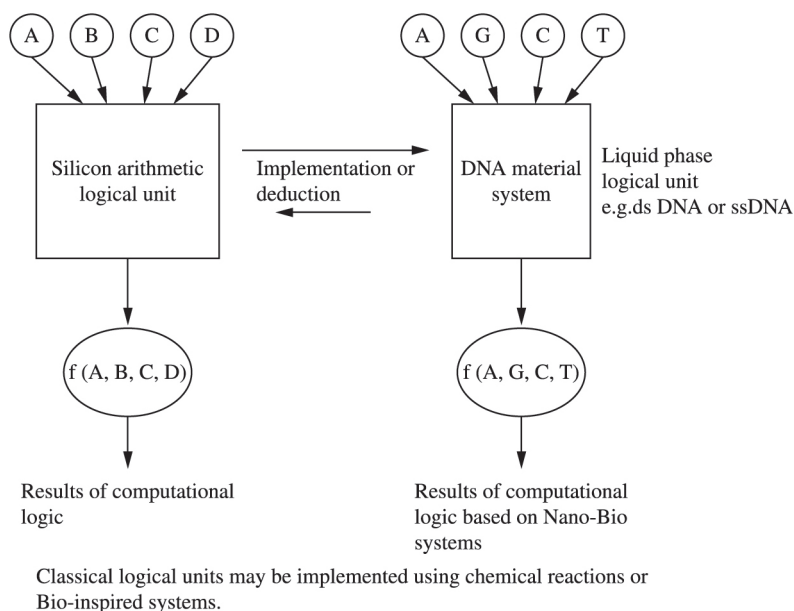 A B C D
A G C T
Silicon arithmetic
logical unit
Implementation or
deduction
DNA material
system
Liquid phase
logical unit
e.g.ds DNA or ssDNA
f (A, B, C, D)
f (A, G, C, T)
Results of computational
logic
Results of computational
logic based on Nano-Bio
systems
Classical logical units may be implemented using chemical reactions or
Bio-inspired systems.